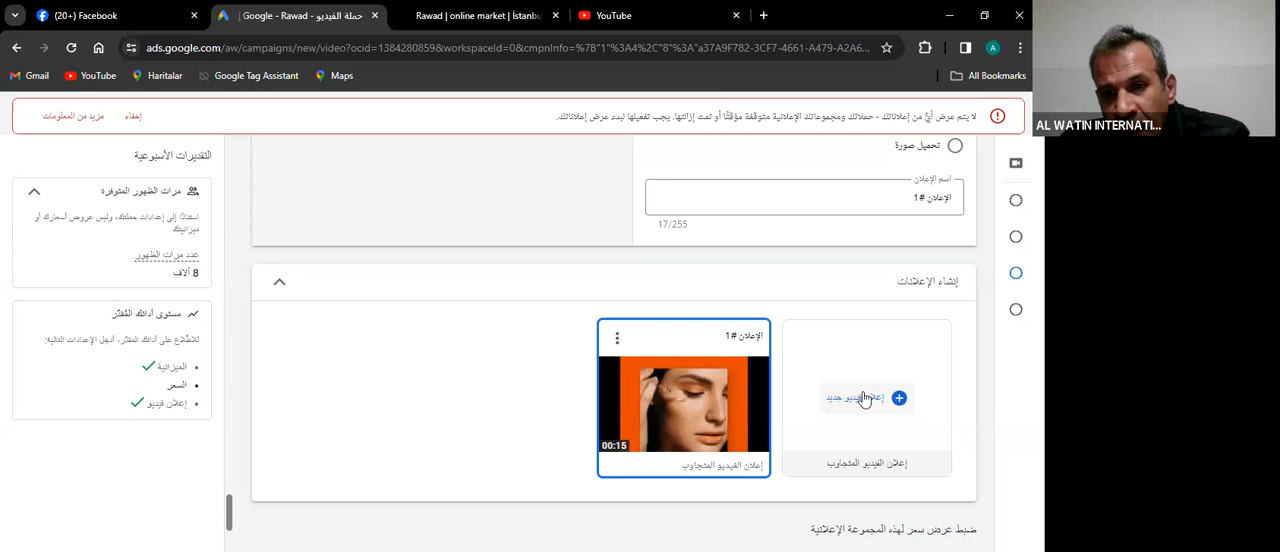 (20+) Facebook
حملة الفيديو - Google - Rawad |
Rawad | online market | İstanbu
YouTube
ads.google.com/aw/campaigns/new/video?ocid=1384280859&workspaceId=0&cmpnInfo=%7B"1"%3A4%2C"8"%3A"a37A9F782-3CF7-4661-A479-A2A6...
A
Gmail
YouTube
Haritalar
Google Tag Assistant
Maps
All Bookmarks
AL WATIN INTERNATI...
لا يتم عرض أيٍّ من إعلاناتك - حملاتك ومجموعاتك الإعلانية متوقفة مؤقتًا أو تمت إزالتها. يجب تفعيلها لبدء عرض إعلاناتك.
إخفاء
مزيد من المعلومات
تحميل صورة
اسم الإعلان
الإعلان #1
17/255
إنشاء الإعلانات
إعلان فيديو جديد
إعلان الفيديو المتجاوب
الإعلان #1
00:15
إعلان الفيديو المتجاوب
ضبط عرض سعر لهذه المجموعة الإعلانية
التقديرات الأسبوعية
مرات الظهور المتوفرة
استنادًا إلى إعدادات حملتك، وليس عروض أسعارك أو
ميزانيتك
عدد مرات الظهور
8 آلاف
مستوى أدائك المُقدَّر
للاطّلاع على أدائك المقدّر، أدخِل الإعدادات التالية:
الميزانية
السعر
إعلان فيديو